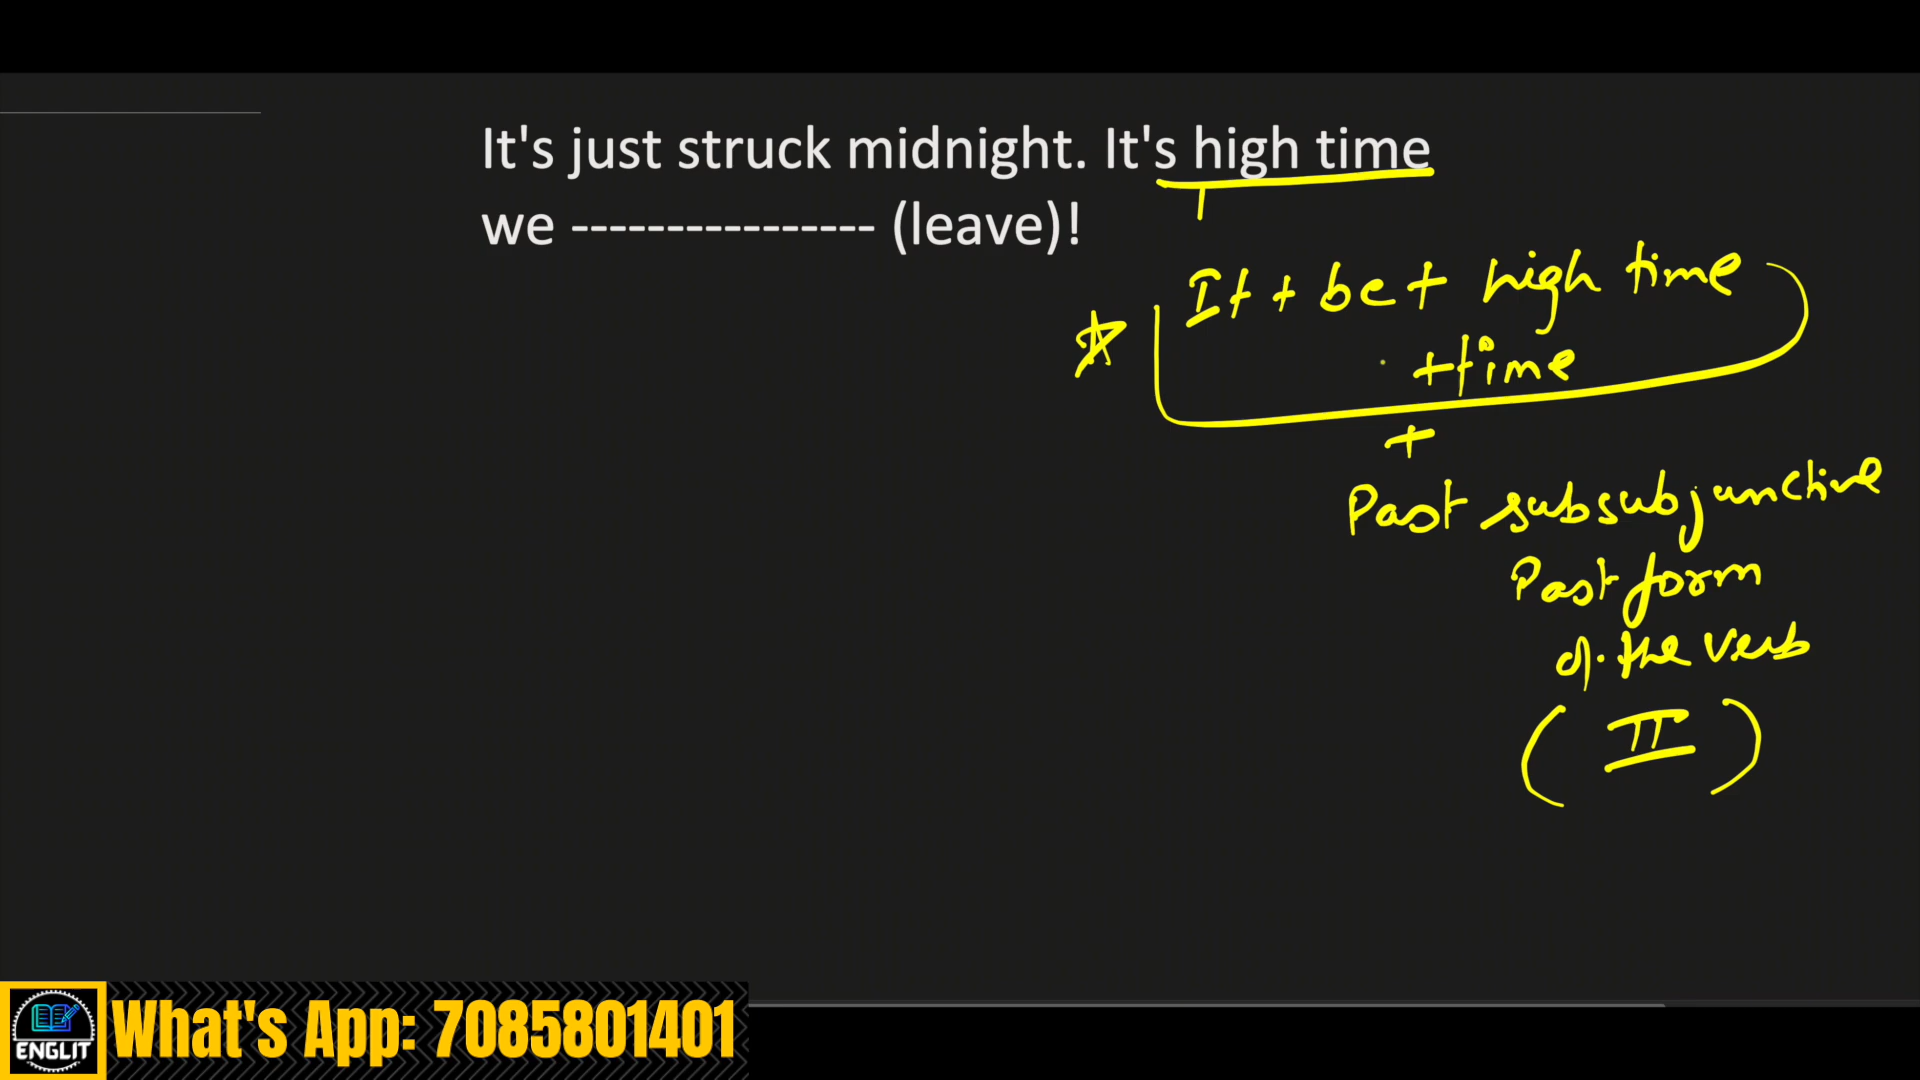 It's just struck midnight. It's high time
we ---------------- (leave)!
It + be + high time
+time
+
Past subsubjunctive
Past form
of the verb
(II)
ENGLIT
What's App: 7085801401